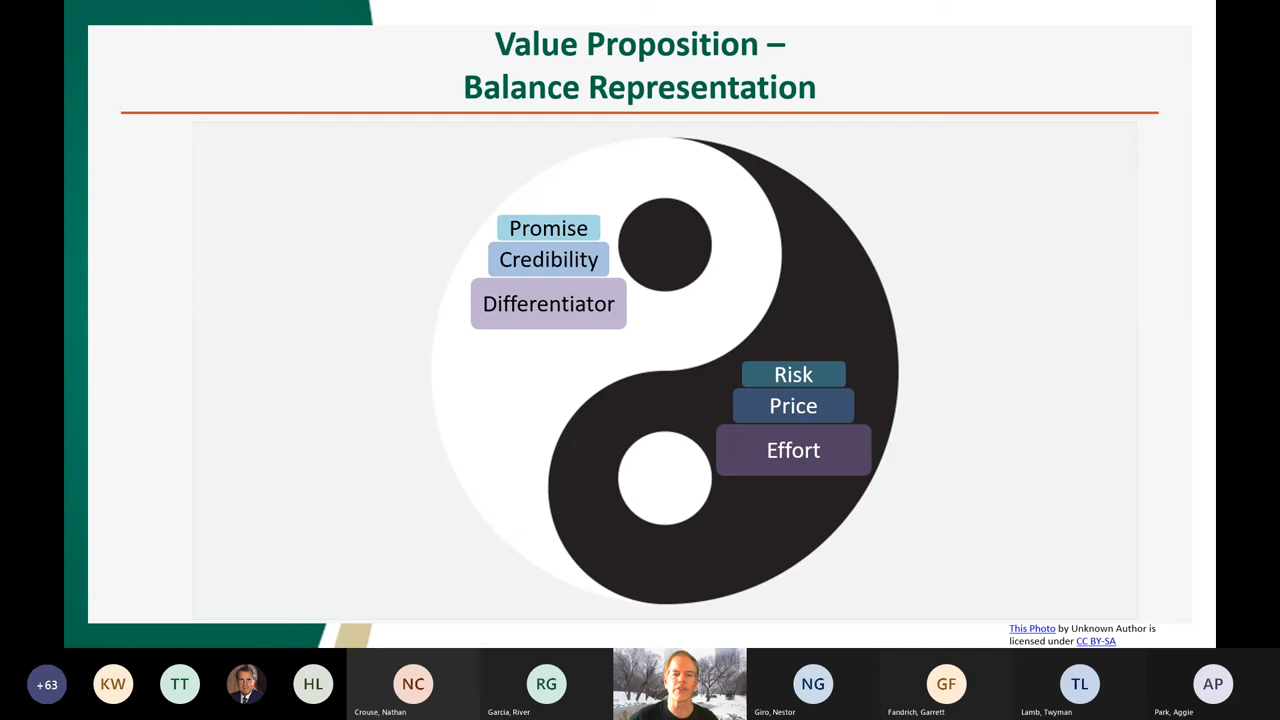 Value Proposition –
Balance Representation
Promise
Credibility
Differentiator
Risk
Price
Effort
This Photo by Unknown Author is
licensed under CC BY-SA
+63
KW
TT
HL
NC
Crouse, Nathan
RG
Garcia, River
NG
Giro, Nestor
GF
Fandrich, Garrett
TL
Lamb, Twyman
AP
Park, Aggie